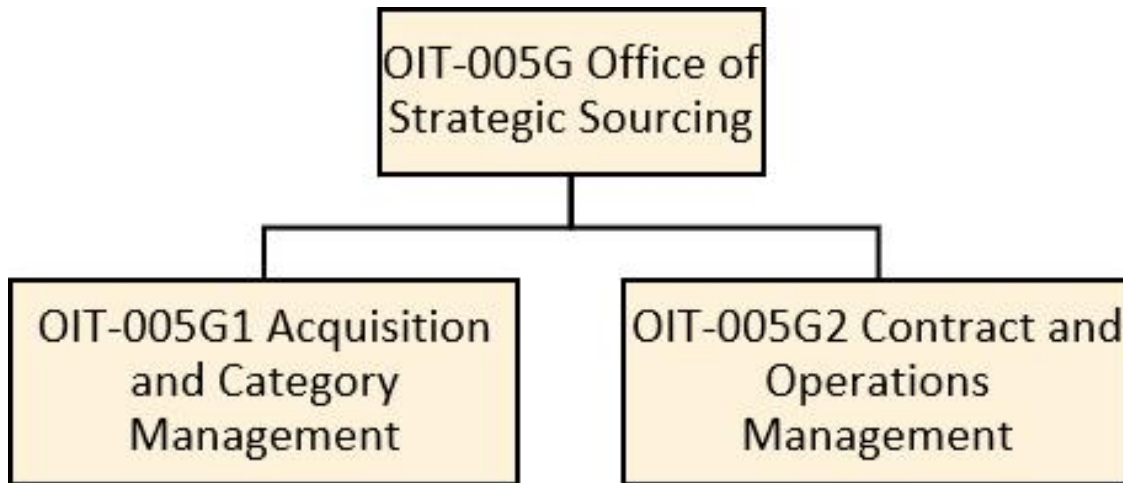 OIT-005G Office of
Strategic Sourcing
OIT-005G1 Acquisition
and Category
Management
OIT-005G2 Contract and
Operations
Management